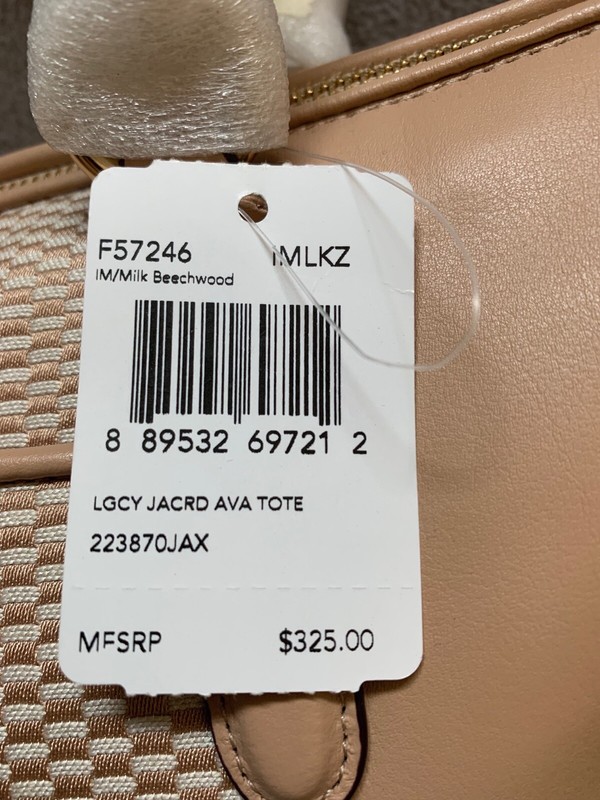 F57246 IMLKZ
IM/Milk Beechwood
8 89532 69721 2
LGCY JACRD AVA TOTE
223870JAX
MFSRP $325.00